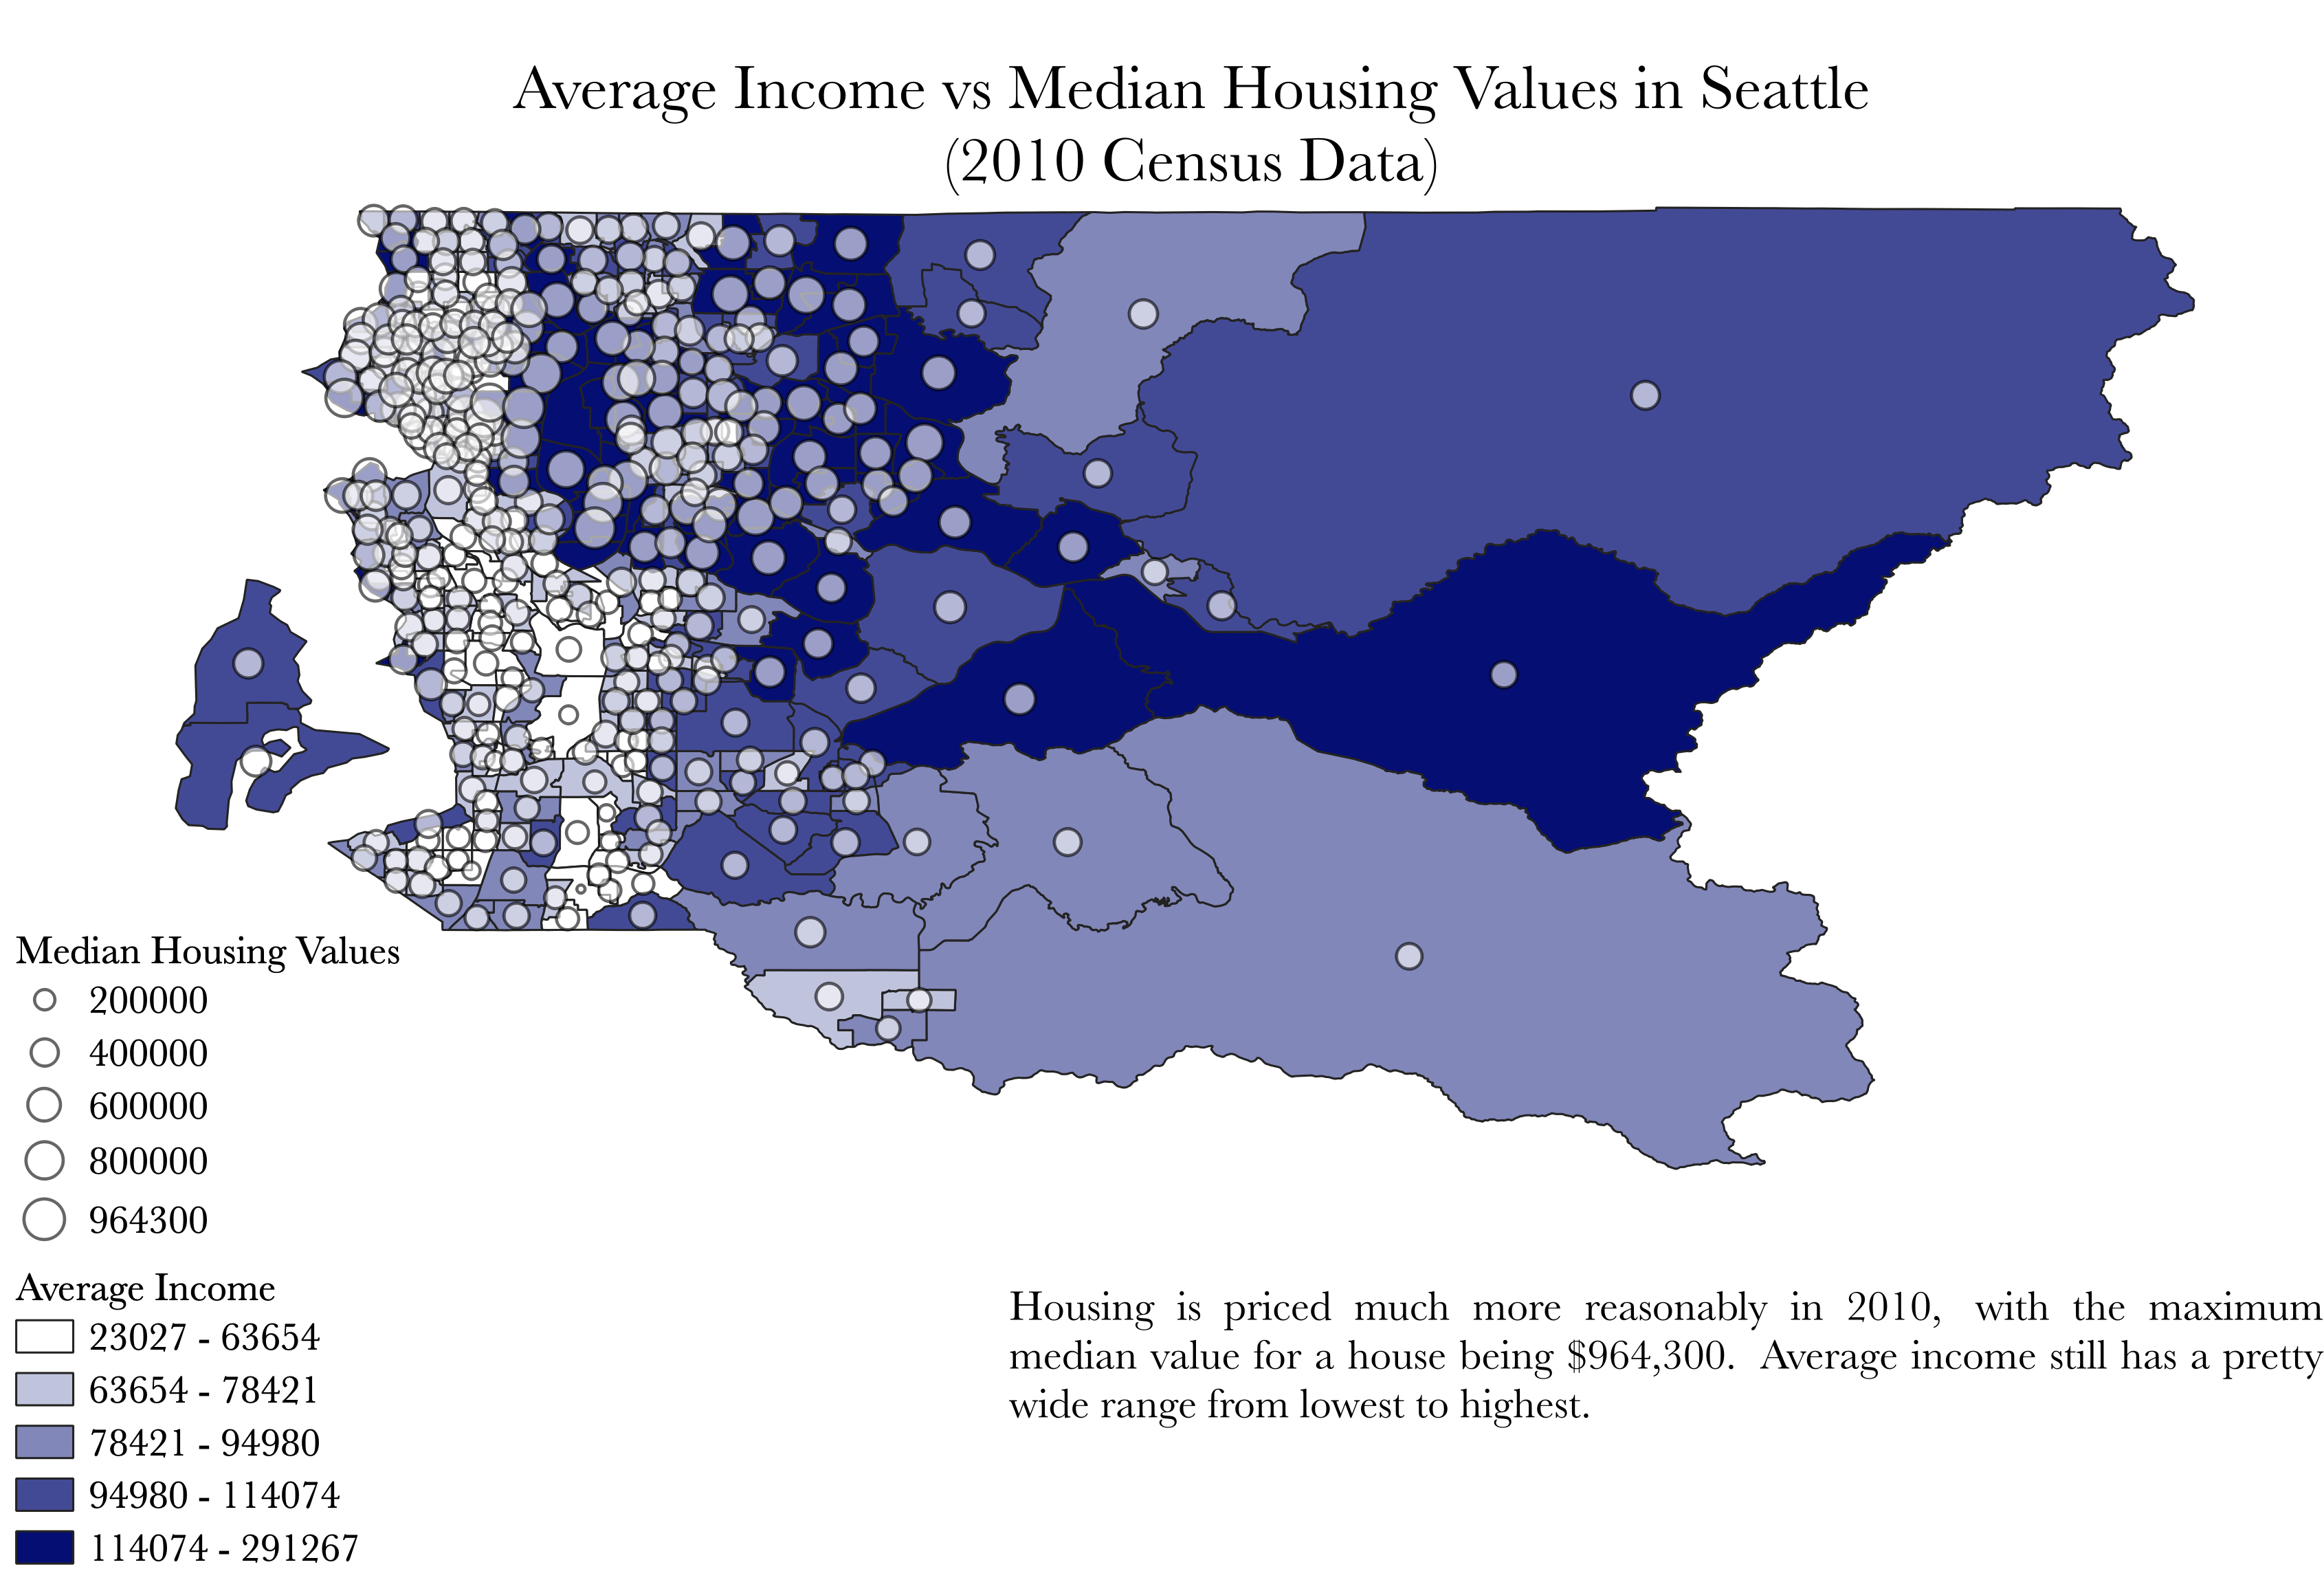 Average Income vs Median Housing Values in Seattle
(2010 Census Data)
Median Housing Values
200000
400000
600000
800000
964300
Average Income
23027 - 63654
63654 - 78421
78421 - 94980
94980 - 114074
114074 - 291267
Housing is priced much more reasonably in 2010, with the maximum
median value for a house being $964,300. Average income still has a pretty
wide range from lowest to highest.